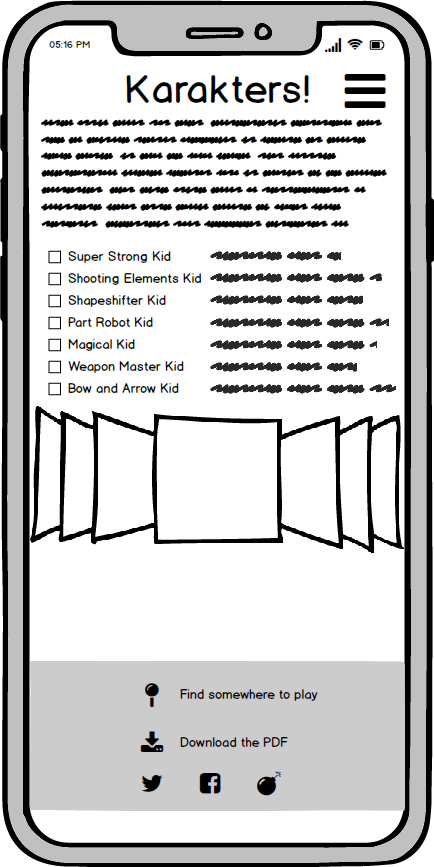 05:16 PM
Karakters!
Super Strong Kid
Shooting Elements Kid
Shapeshifter Kid
Part Robot Kid
Magical Kid
Weapon Master Kid
Bow and Arrow Kid
Find somewhere to play
Download the PDF